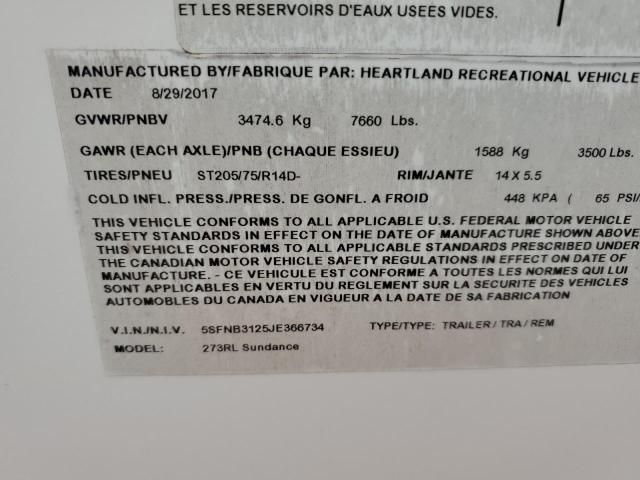 ET LES RESERVOIRS D'EAUX USEES VIDES.
MANUFACTURED BY/FABRIQUE PAR: HEARTLAND RECREATIONAL VEHICLE
DATE 8/29/2017
GVWR/PNBV 3474.6 Kg 7660 Lbs.
GAWR (EACH AXLE)/PNB (CHAQUE ESSIEU) 1588 Kg 3500 Lbs.
TIRES/PNEU ST205/75/R14D- RIM/JANTE 14 X 5.5
COLD INFL. PRESS./PRESS. DE GONFL. A FROID 448 KPA ( 65 PSI/
THIS VEHICLE CONFORMS TO ALL APPLICABLE U.S. FEDERAL MOTOR VEHICLE
SAFETY STANDARDS IN EFFECT ON THE DATE OF MANUFACTURE SHOWN ABOVE
THIS VEHICLE CONFORMS TO ALL APPLICABLE STANDARDS PRESCRIBED UNDER
THE CANADIAN MOTOR VEHICLE SAFETY REGULATIONS IN EFFECT ON DATE OF
MANUFACTURE. - CE VEHICULE EST CONFORME A TOUTES LES NORMES QUI LUI
SONT APPLICABLES EN VERTU DU REGLEMENT SUR LA SECURITE DES VEHICLES
AUTOMOBILES DU CANADA EN VIGUEUR A LA DATE DE SA FABRICATION
V.I.N./N.I.V. 5SFNB3125JE366734 TYPE/TYPE: TRAILER / TRA / REM
MODEL: 273RL Sundance